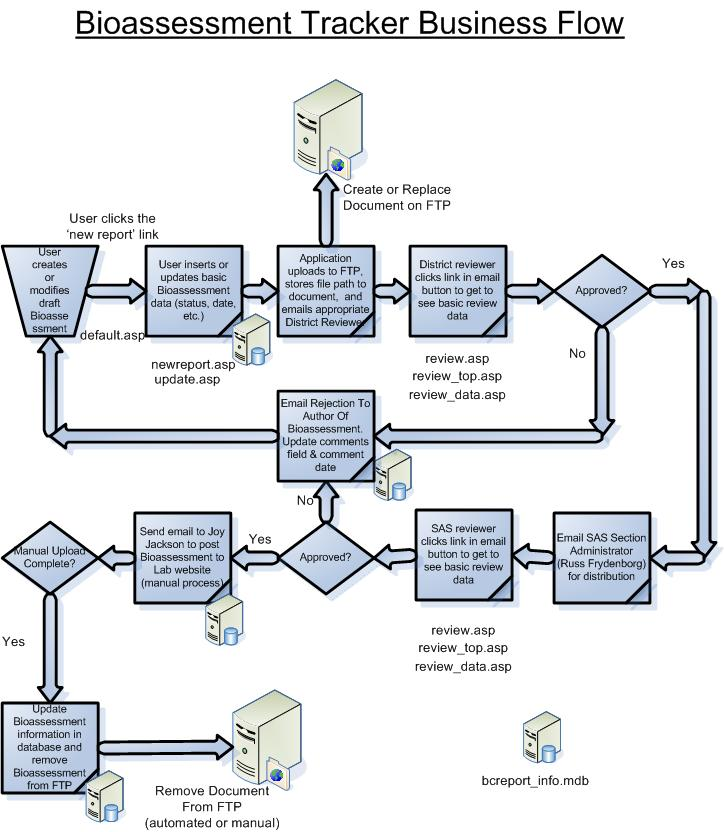 Bioassessment Tracker Business Flow
Create or Replace
Document on FTP
User clicks the
‘new report’ link
User
creates
or
modifies
draft
Bioasse
ssment
default.asp
User inserts or
updates basic
Bioassessment
data (status, date,
etc.)
newreport.asp
update.asp
Application
uploads to FTP,
stores file path to
document, and
emails appropriate
District Reviewer
District reviewer
clicks link in email
button to get to
see basic review
data
review.asp
review_top.asp
review_data.asp
Approved?
Yes
No
Email Rejection To
Author Of
Bioassessment.
Update comments
field & comment
date
No
Email SAS Section
Administrator
(Russ Frydenborg)
for distribution
SAS reviewer
clicks link in email
button to get to
see basic review
data
review.asp
review_top.asp
review_data.asp
Approved?
Yes
Send email to Joy
Jackson to post
Bioassessment to
Lab website
(manual process)
Manual Upload
Complete?
Yes
Update
Bioassessment
information in
database and
remove
Bioassessment
from FTP
Remove Document
From FTP
(automated or manual)
bcreport_info.mdb